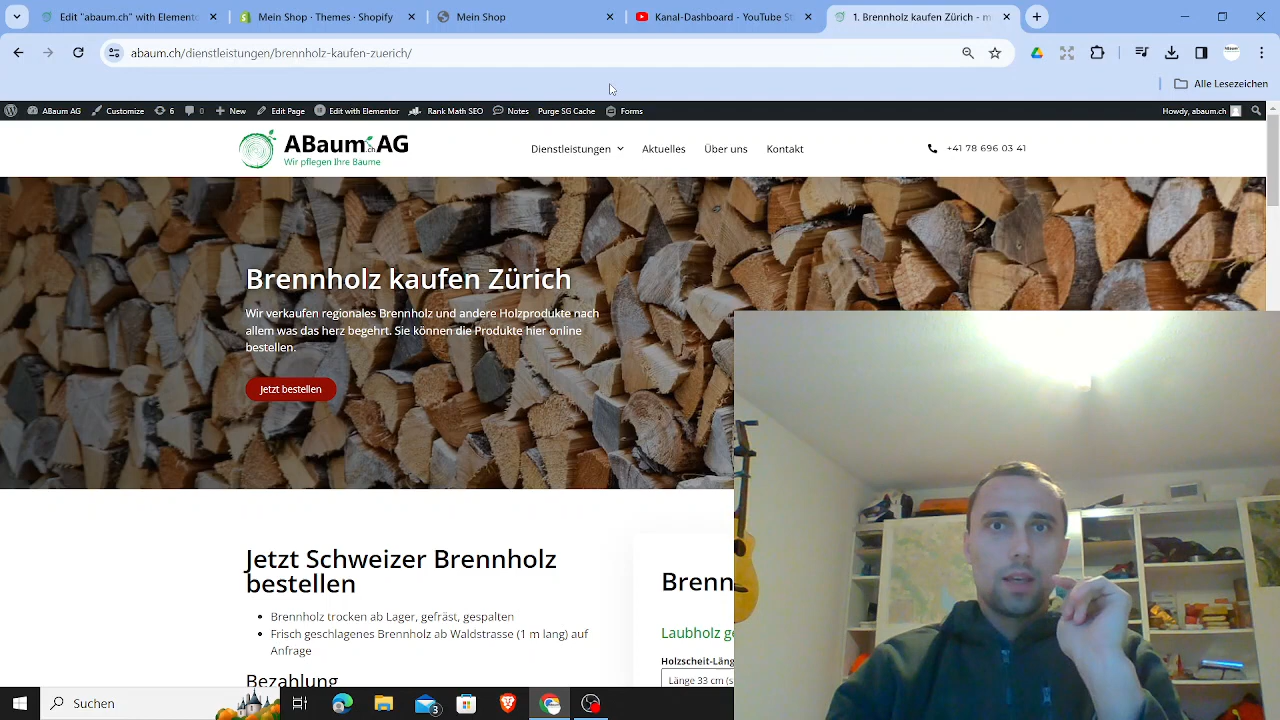 Edit "abaum.ch" with Elemento
Mein Shop · Themes · Shopify
Mein Shop
Kanal-Dashboard - YouTube St
1. Brennholz kaufen Zürich - m
abaum.ch/dienstleistungen/brennholz-kaufen-zuerich/
Alle Lesezeichen
ABaum AG
Customize
6
0
New
Edit Page
Edit with Elementor
Rank Math SEO
Notes
Purge SG Cache
Forms
Howdy, abaum.ch
ABaum.ch AG
Wir pflegen Ihre Bäume
Dienstleistungen
Aktuelles
Über uns
Kontakt
+41 78 696 03 41
Brennholz kaufen Zürich
Wir verkaufen regionales Brennholz und andere Holzprodukte nach
allem was das herz begehrt. Sie können die Produkte hier online
bestellen.
Jetzt bestellen
Jetzt Schweizer Brennholz
bestellen
Brennholz trocken ab Lager, gefräst, gespalten
Frisch geschlagenes Brennholz ab Waldstrasse (1 m lang) auf
Anfrage
Bezahlung
Brenn
Laubholz ge
Holzscheit-Läng
Länge 33 cm (s
Suchen
3